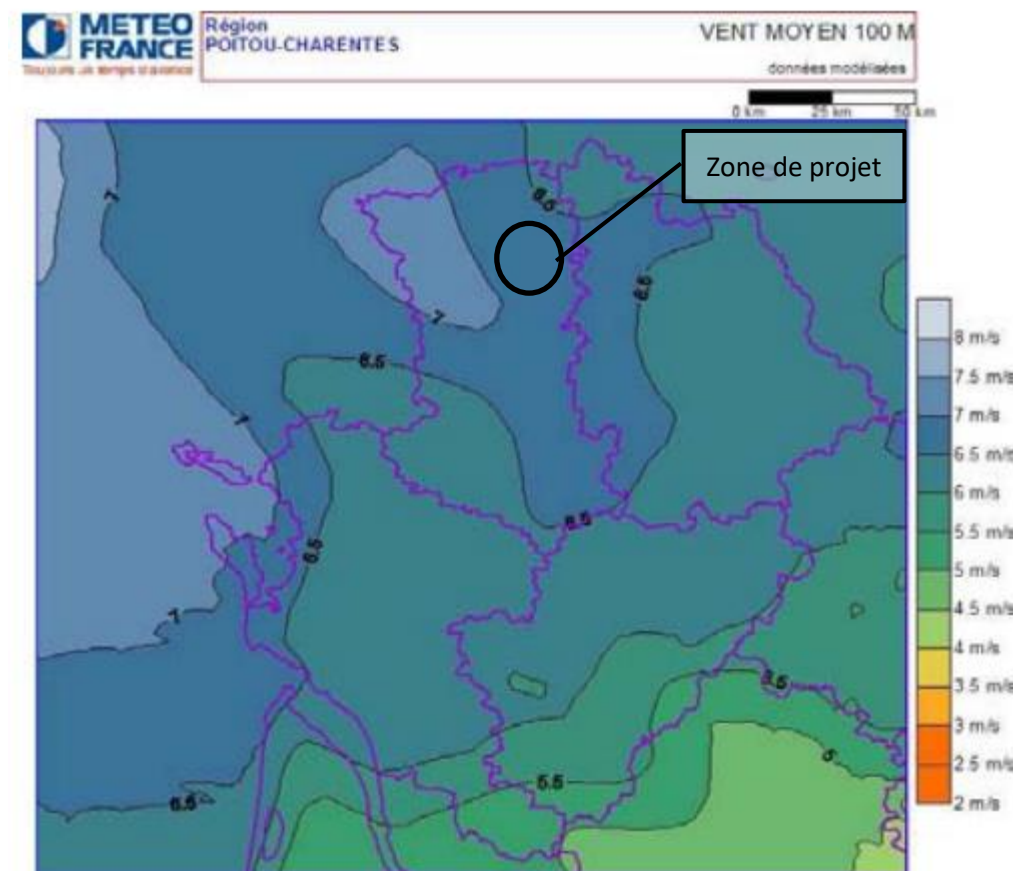 METEO
FRANCE
Toujours un temps d'avance
Région
POITOU-CHARENTES
VENT MOYEN 100 M
données modélisées
0 km 25 km 50 km
Zone de projet
7
6.5
6.5
7
6.5
7
6.5
6.5
7
5.5
5
5.5
6.5
8 m/s
7.5 m/s
7 m/s
6.5 m/s
6 m/s
5.5 m/s
5 m/s
4.5 m/s
4 m/s
3.5 m/s
3 m/s
2.5 m/s
2 m/s